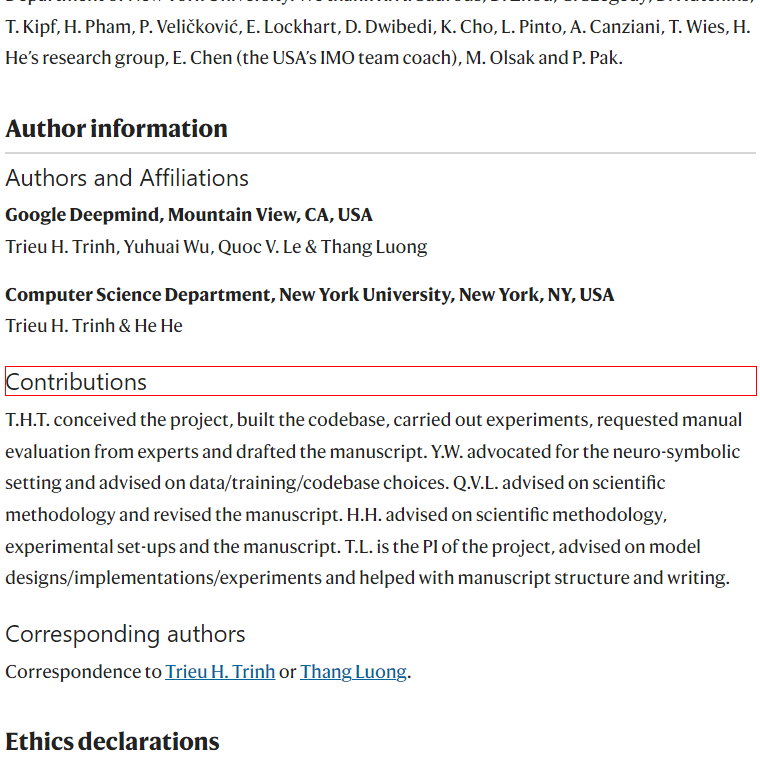 T. Kipf, H. Pham, P. Veličković, E. Lockhart, D. Dwibedi, K. Cho, L. Pinto, A. Canziani, T. Wies, H.
He's research group, E. Chen (the USA's IMO team coach), M. Olsak and P. Pak.
Author information
Authors and Affiliations
Google Deepmind, Mountain View, CA, USA
Trieu H. Trinh, Yuhuai Wu, Quoc V. Le & Thang Luong
Computer Science Department, New York University, New York, NY, USA
Trieu H. Trinh & He He
Contributions
T.H.T. conceived the project, built the codebase, carried out experiments, requested manual
evaluation from experts and drafted the manuscript. Y.W. advocated for the neuro-symbolic
setting and advised on data/training/codebase choices. Q.V.L. advised on scientific
methodology and revised the manuscript. H.H. advised on scientific methodology,
experimental set-ups and the manuscript. T.L. is the PI of the project, advised on model
designs/implementations/experiments and helped with manuscript structure and writing.
Corresponding authors
Correspondence to Trieu H. Trinh or Thang Luong.
Ethics declarations